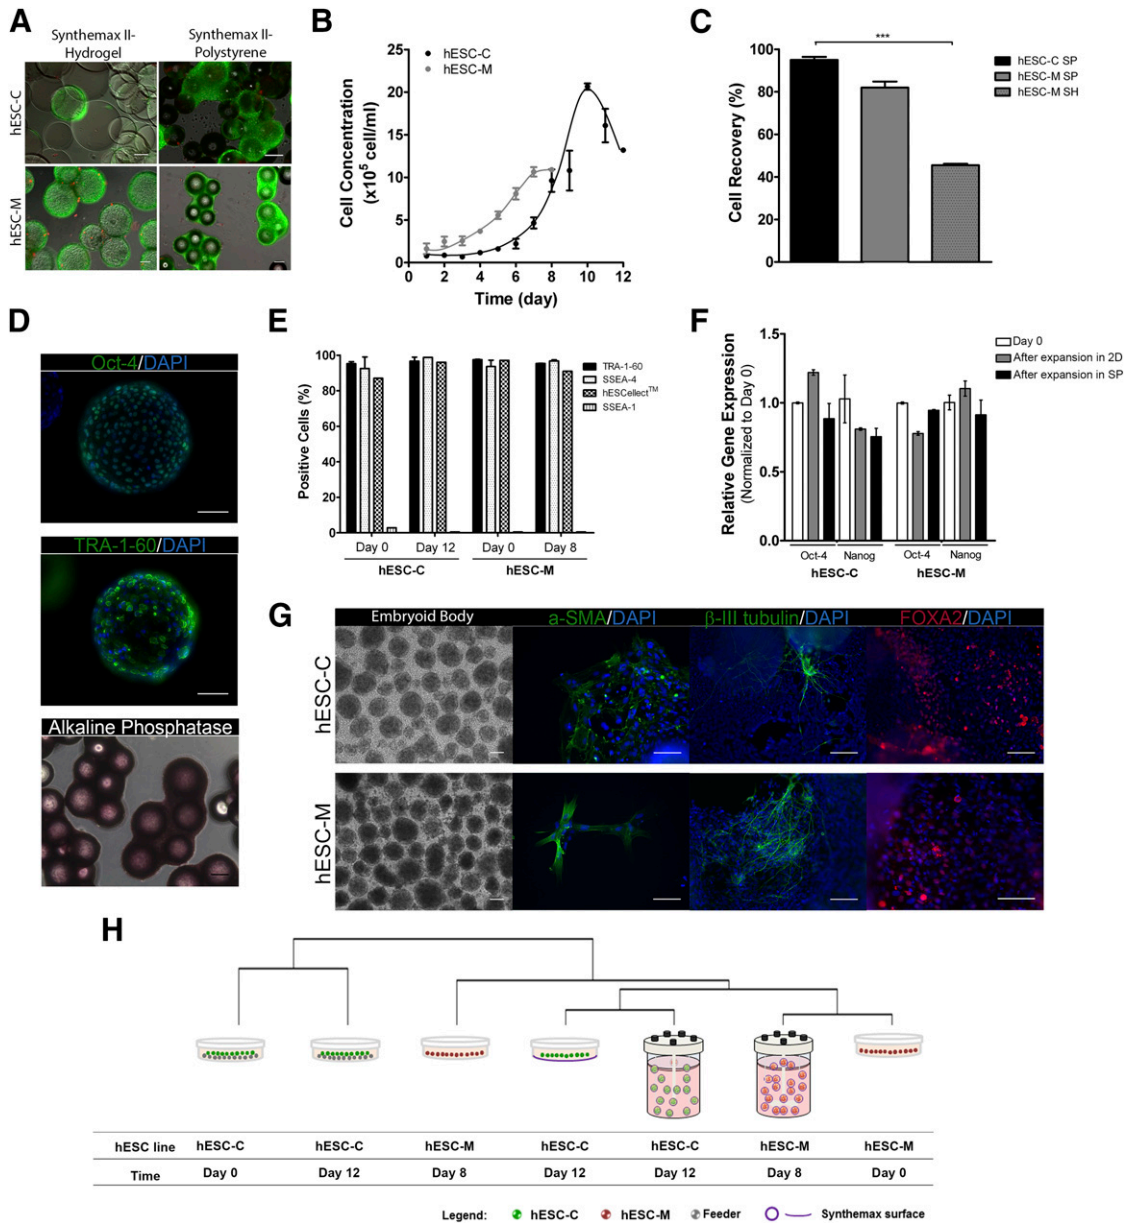 A
Synthemax II-
Hydrogel
Synthemax II-
Polystyrene
hESC-C
hESC-M
B
hESC-C
hESC-M
Cell Concentration
(x10⁵ cell/ml)
25
20
15
10
5
0
0 2 4 6 8 10 12
Time (day)
C
***
Cell Recovery (%)
100
80
60
40
20
0
hESC-C SP
hESC-M SP
hESC-M SH
D
Oct-4/DAPI
TRA-1-60/DAPI
Alkaline Phosphatase
E
Positive Cells (%)
100
80
60
40
20
0
TRA-1-60
SSEA-4
hESCellect™
SSEA-1
Day 0 Day 12 Day 0 Day 8
hESC-C hESC-M
F
Relative Gene Expression
(Normalized to Day 0)
1.5
1.0
0.5
0.0
Day 0
After expansion in 2D
After expansion in SP
Oct-4 Nanog Oct-4 Nanog
hESC-C hESC-M
G
Embryoid Body a-SMA/DAPI β-III tubulin/DAPI FOXA2/DAPI
hESC-C
hESC-M
H
hESC line hESC-C hESC-C hESC-M hESC-C hESC-C hESC-M hESC-M
Time Day 0 Day 12 Day 8 Day 12 Day 12 Day 8 Day 0
Legend: hESC-C hESC-M Feeder Synthemax surface